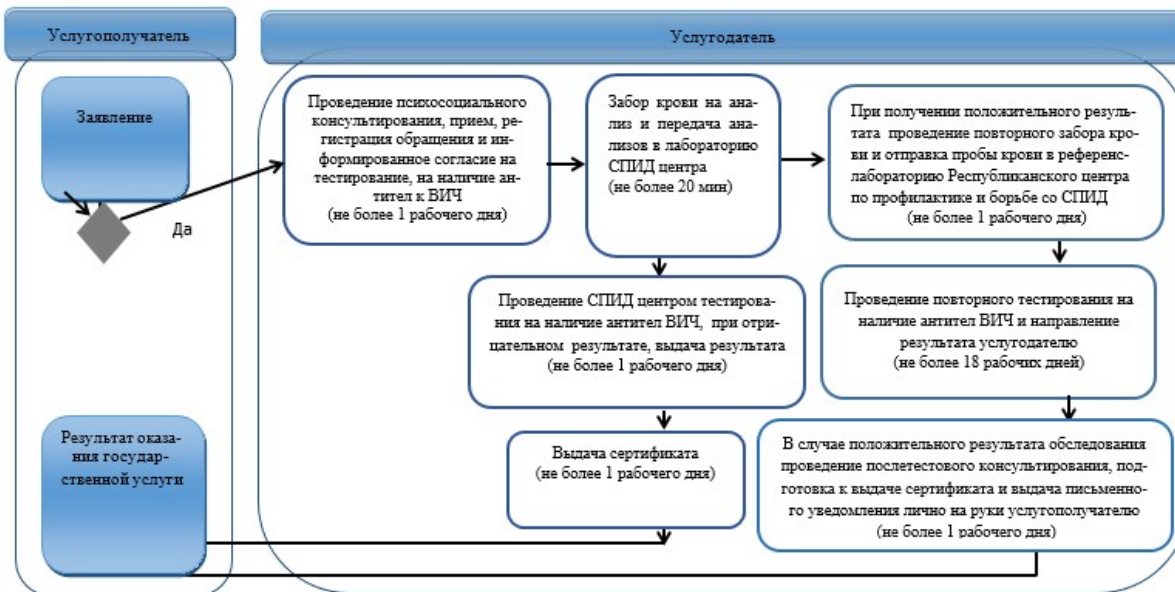 Услугополучатель
Услугодатель
Заявление
Да
Проведение психосоциального
консультирования, прием, ре-
гистрация обращения и ин-
формированное согласие на
тестирование, на наличие ан-
тител к ВИЧ
(не более 1 рабочего дня)
Забор крови на ана-
лиз и передача ана-
лизов в лабораторию
СПИД центра
(не более 20 мин)
При получении положительного резуль-
тата проведение повторного забора кро-
ви и отправка пробы крови в референс-
лабораторию Республиканского центра
по профилактике и борьбе со СПИД
(не более 1 рабочего дня)
Проведение СПИД центром тестирова-
ния на наличие антител ВИЧ, при отри-
цательном результате, выдача результата
(не более 1 рабочего дня)
Проведение повторного тестирования на
наличие антител ВИЧ и направление
результата услугодателю
(не более 18 рабочих дней)
Результат оказа-
ния государ-
ственной услуги
Выдача сертификата
(не более 1 рабочего дня)
В случае положительного результата обследования
проведение послетестового консультирования, под-
готовка к выдаче сертификата и выдача письменно-
го уведомления лично на руки услугополучателю
(не более 1 рабочего дня)